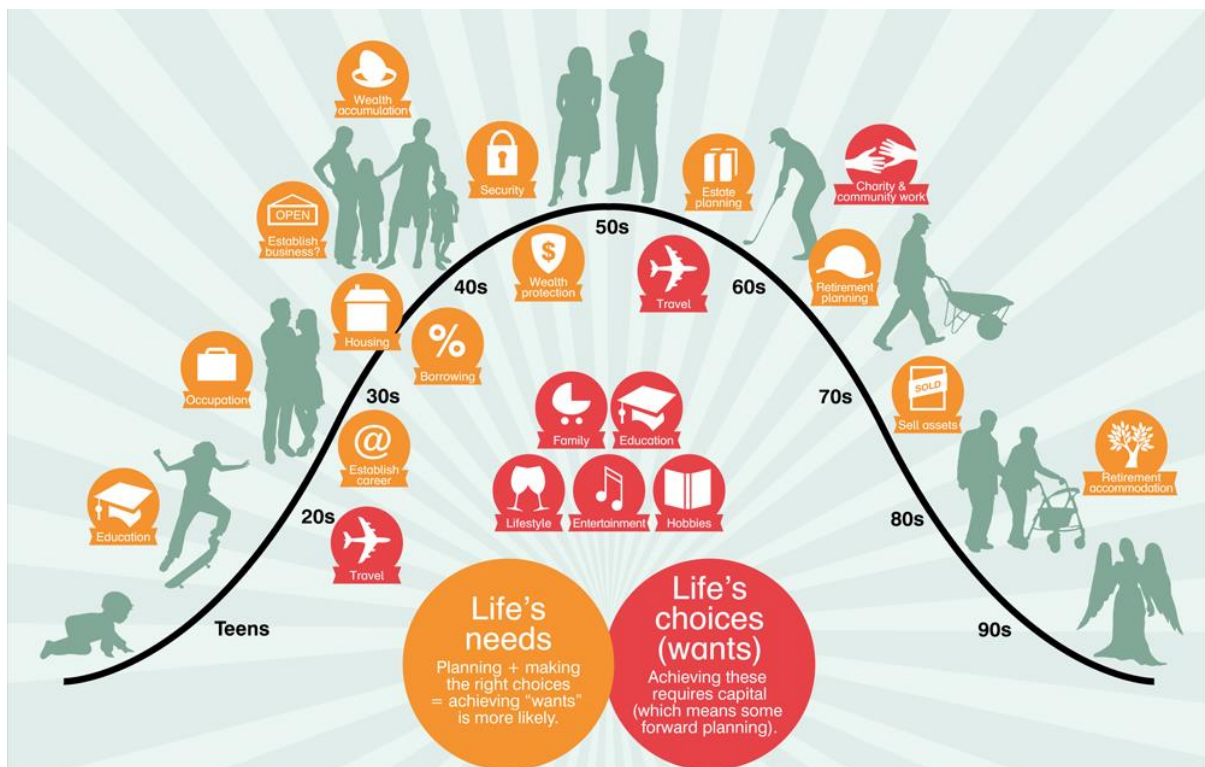 Wealth
accumulation
Security
Estate
planning
Charity &
community work
OPEN
Establish
business?
50s
$
Wealth
protection
Travel
40s
60s
Retirement
planning
Housing
%
Borrowing
Occupation
30s
70s
SOLD
Sell assets
Family
Education
@
Establish
career
Retirement
accommodation
Education
20s
Lifestyle
Entertainment
Hobbies
80s
Travel
Teens
90s
Life's
needs
Planning + making
the right choices
= achieving “wants”
is more likely.
Life's
choices
(wants)
Achieving these
requires capital
(which means some
forward planning).